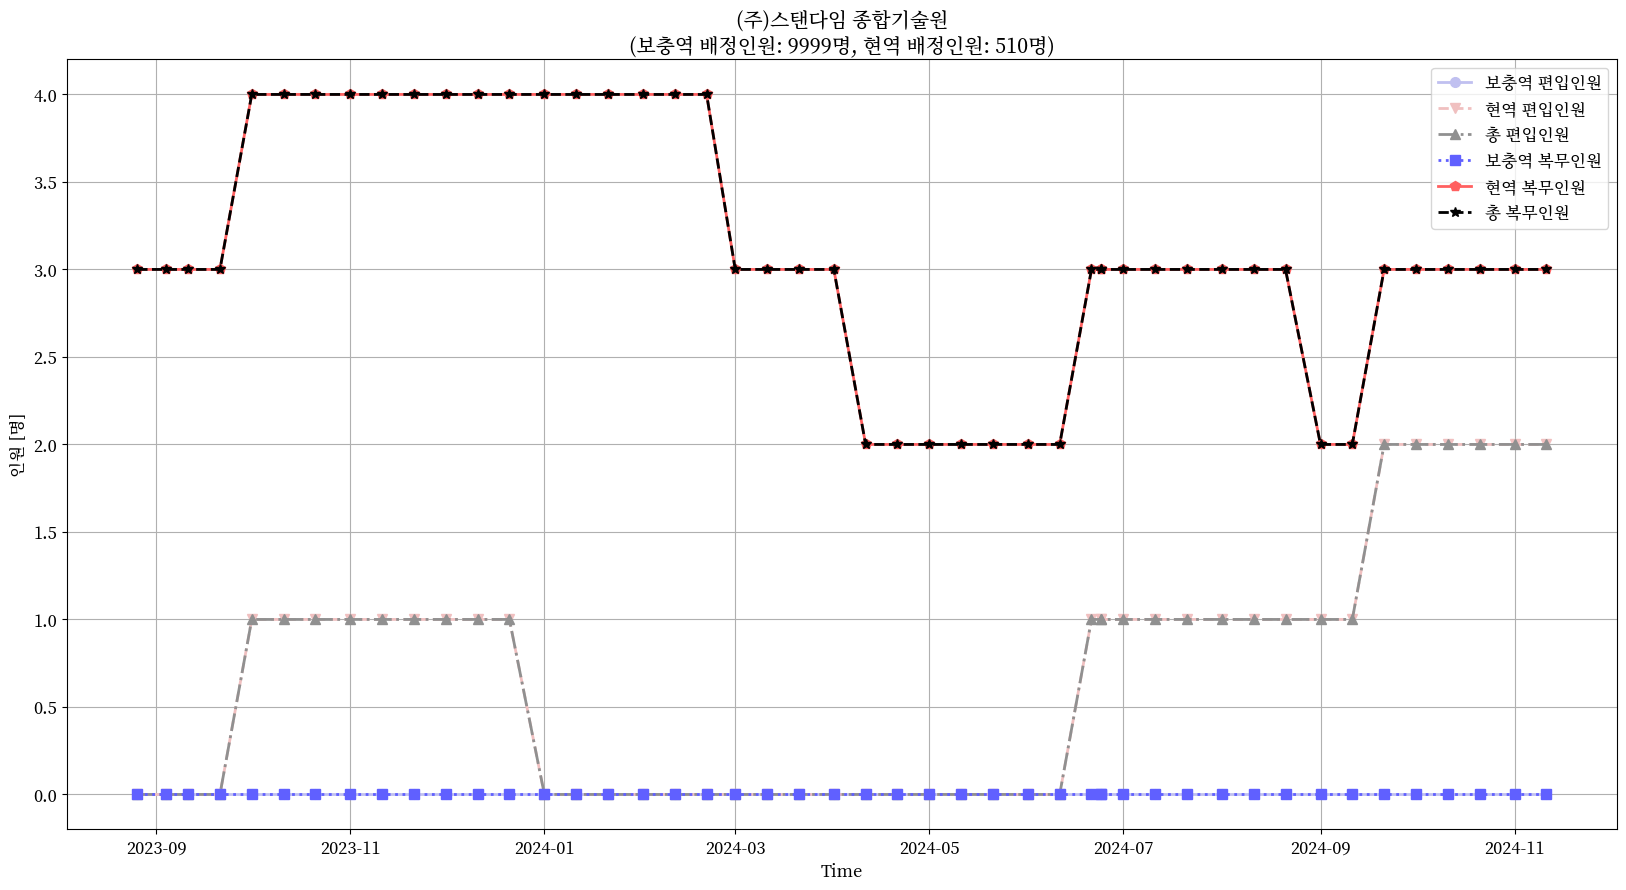 (주)스탠다임 종합기술원
(보충역 배정인원: 9999명, 현역 배정인원: 510명)
보충역 편입인원
현역 편입인원
총 편입인원
보충역 복무인원
현역 복무인원
총 복무인원
인원 [명]
4.0
3.5
3.0
2.5
2.0
1.5
1.0
0.5
0.0
2023-09 2023-11 2024-01 2024-03 2024-05 2024-07 2024-09 2024-11
Time